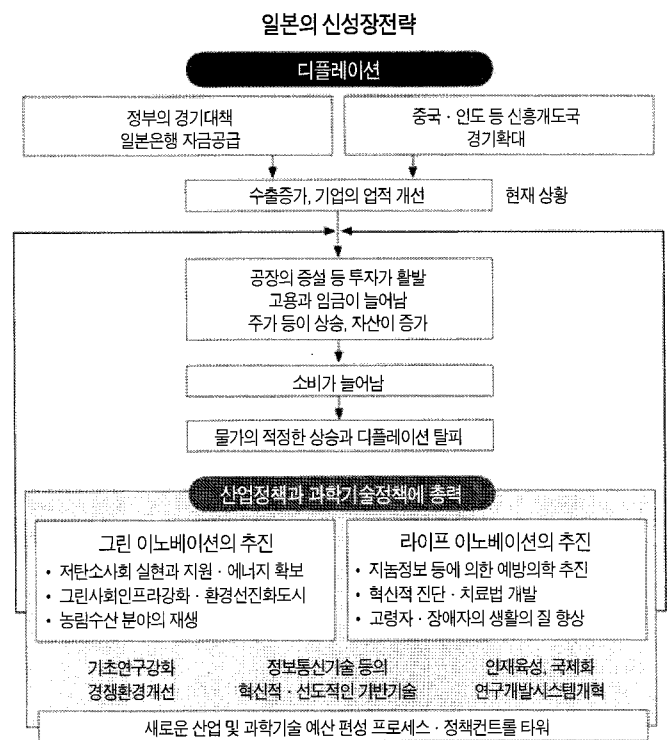 일본의 신성장전략
디플레이션
정부의 경기대책
일본은행 자금공급
중국 · 인도 등 신흥개도국
경기확대
수출증가, 기업의 업적 개선
현재 상황
공장의 증설 등 투자가 활발
고용과 임금이 늘어남
주가 등이 상승, 자산이 증가
소비가 늘어남
물가의 적정한 상승과 디플레이션 탈피
산업정책과 과학기술정책에 총력
그린 이노베이션의 추진
• 저탄소사회 실현과 지원 · 에너지 확보
• 그린사회인프라강화 · 환경선진화도시
• 농림수산 분야의 재생
라이프 이노베이션의 추진
• 지놈정보 등에 의한 예방의학 추진
• 혁신적 진단 · 치료법 개발
• 고령자 · 장애자의 생활의 질 향상
기초연구강화
경쟁환경개선
정보통신기술 등의
혁신적 · 선도적인 기반기술
인재육성, 국제화
연구개발시스템개혁
새로운 산업 및 과학기술 예산 편성 프로세스 · 정책컨트롤 타워